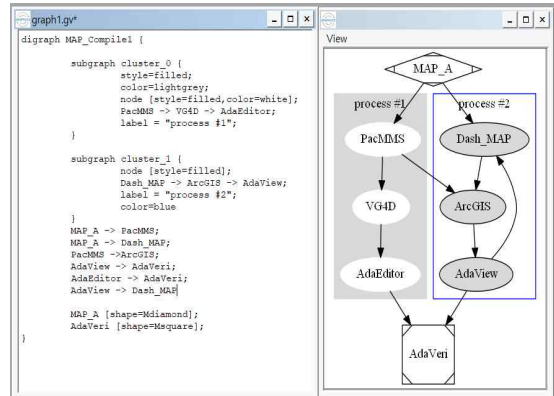 graph1.gv*
digraph MAP_Compile1 {
subgraph cluster_0 {
style=filled;
color=lightgrey;
node [style=filled,color=white];
PacMMS -> VG4D -> AdaEditor;
label = "process #1";
}
subgraph cluster_1 {
node [style=filled];
Dash_MAP -> ArcGIS -> AdaView;
label = "process #2";
color=blue
}
MAP_A -> PacMMS;
MAP_A -> Dash_MAP;
PacMMS ->ArcGIS;
AdaView -> AdaVeri;
AdaEditor -> AdaVeri;
AdaView -> Dash_MAP
MAP_A [shape=Mdiamond];
AdaVeri [shape=Msquare];
}
View
MAP_A
process #1
process #2
PacMMS
Dash_MAP
VG4D
ArcGIS
AdaEditor
AdaView
AdaVeri